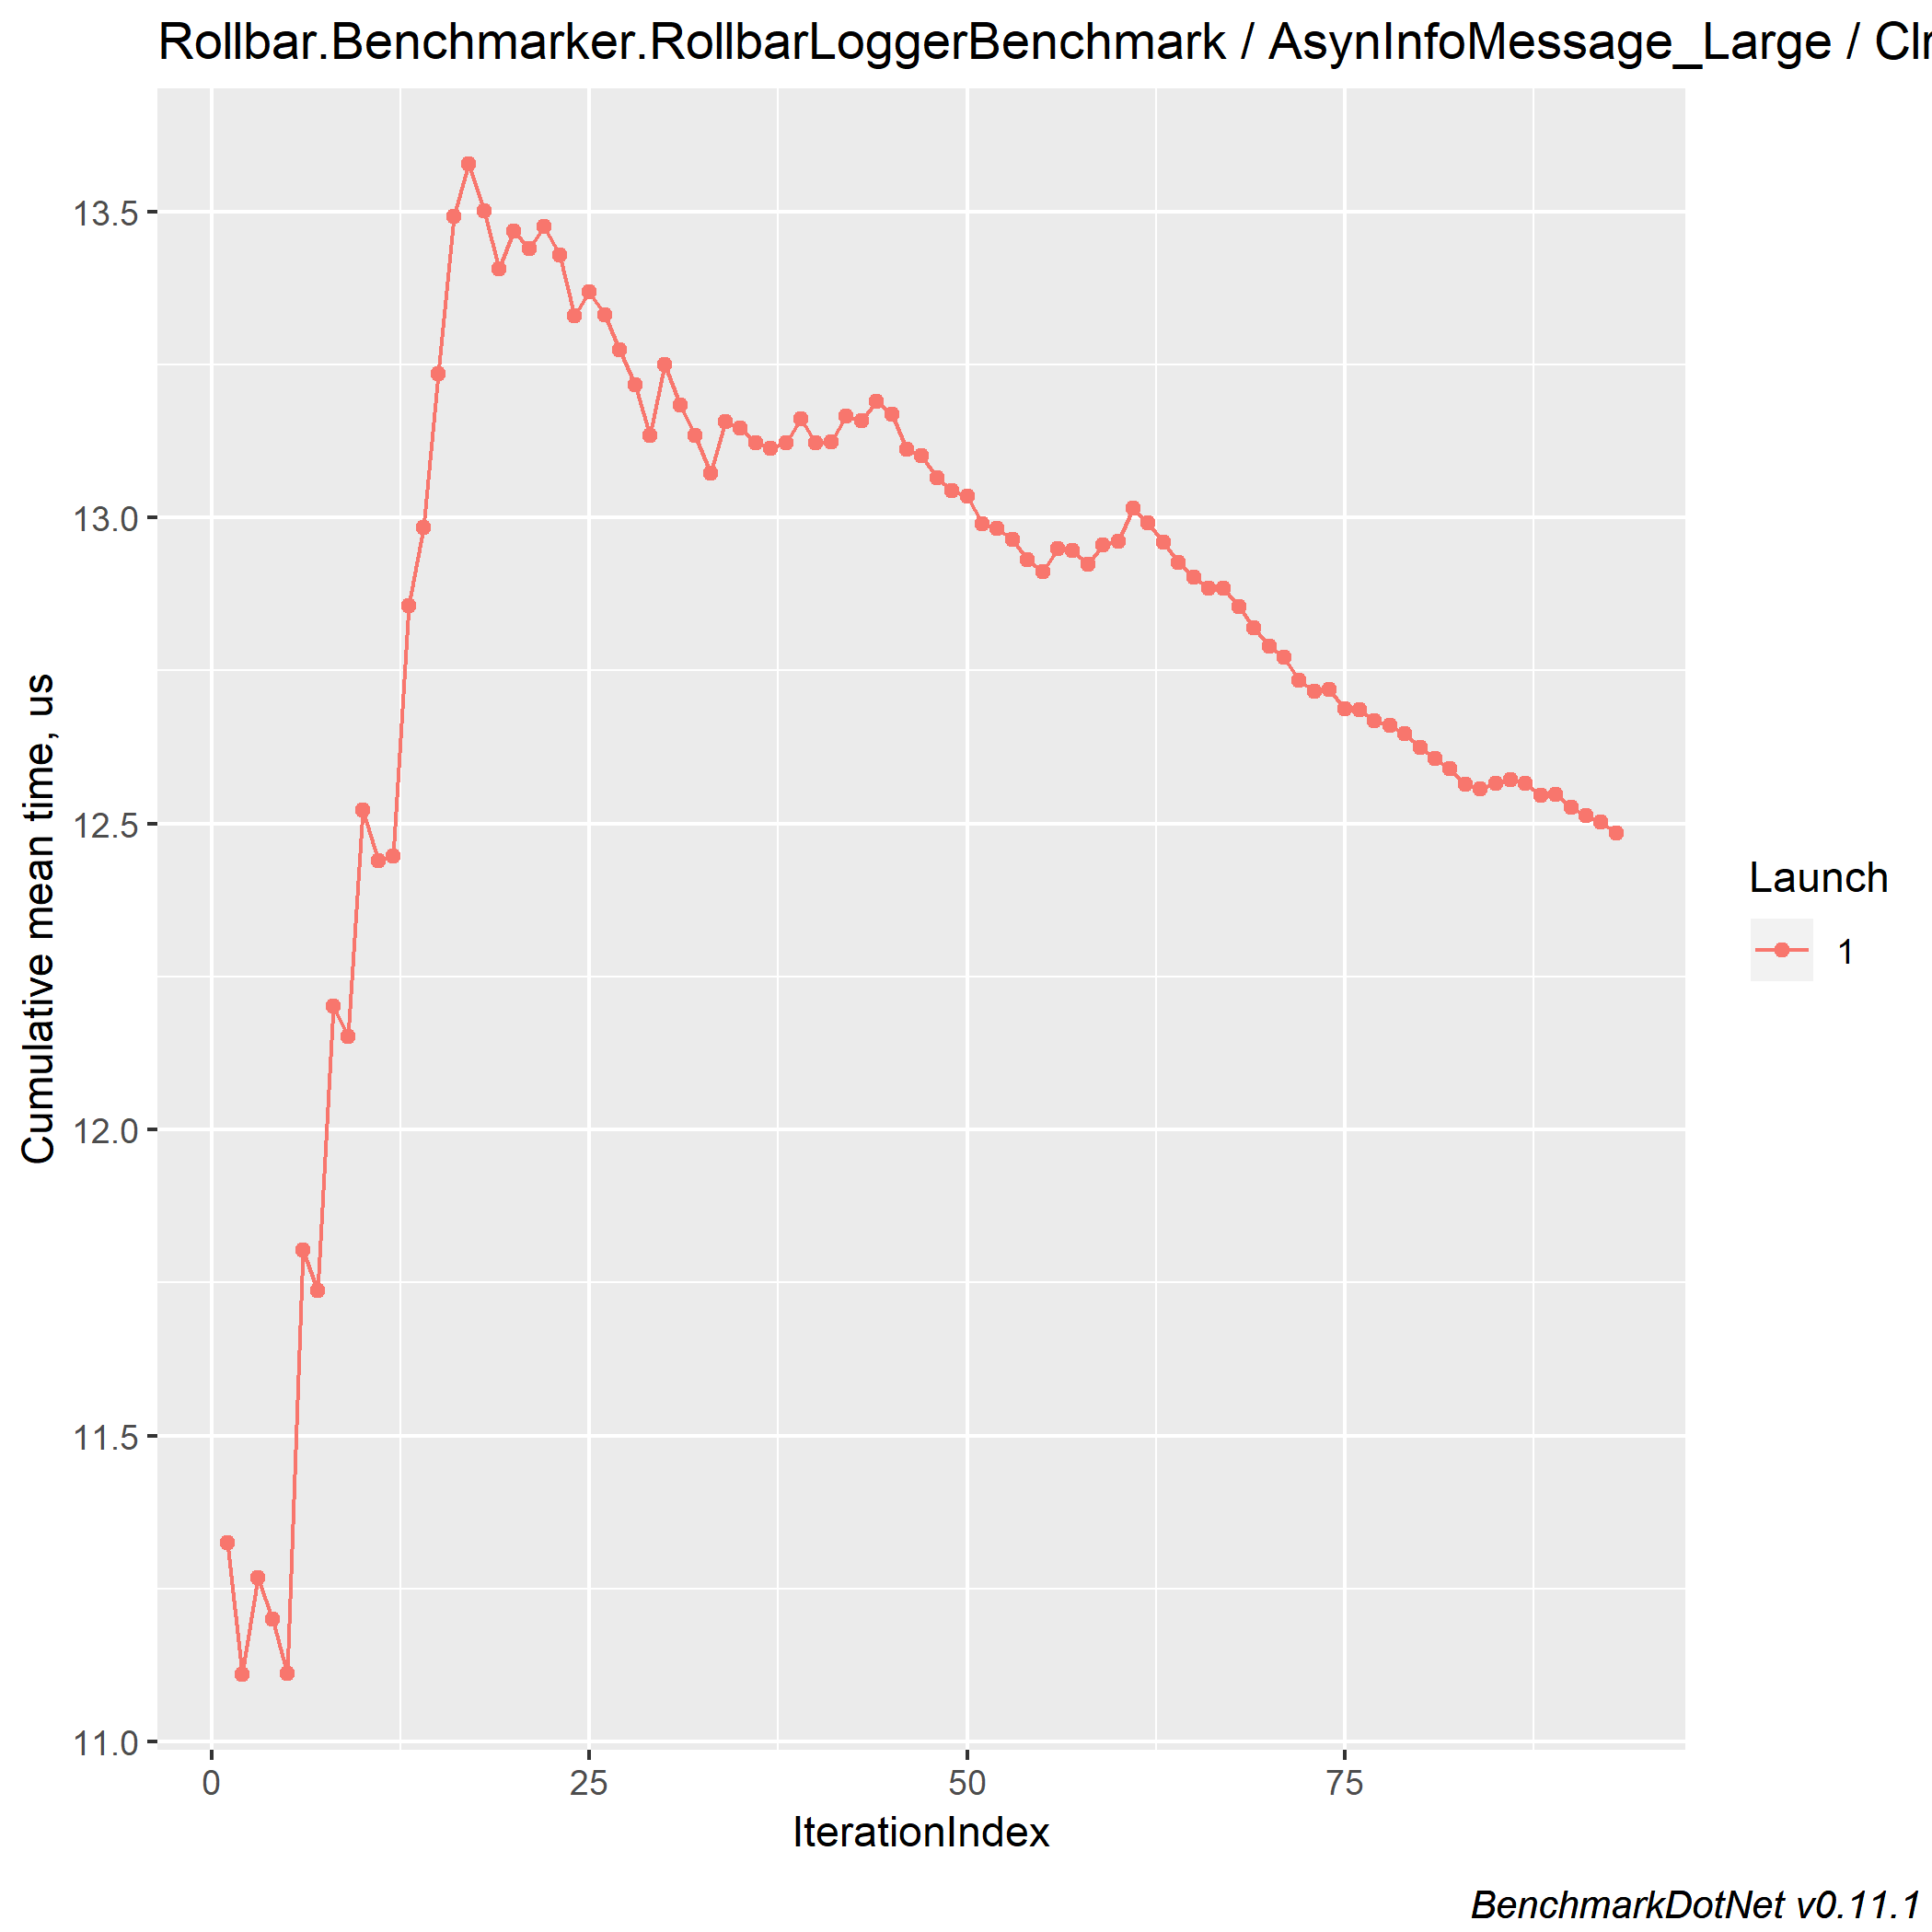 Rollbar.Benchmarker.RollbarLoggerBenchmark / AsynInfoMessage_Large / Clr
13.5
13.0
12.5
12.0
11.5
11.0
Cumulative mean time, us
0 25 50 75
IterationIndex
Launch
1
BenchmarkDotNet v0.11.1